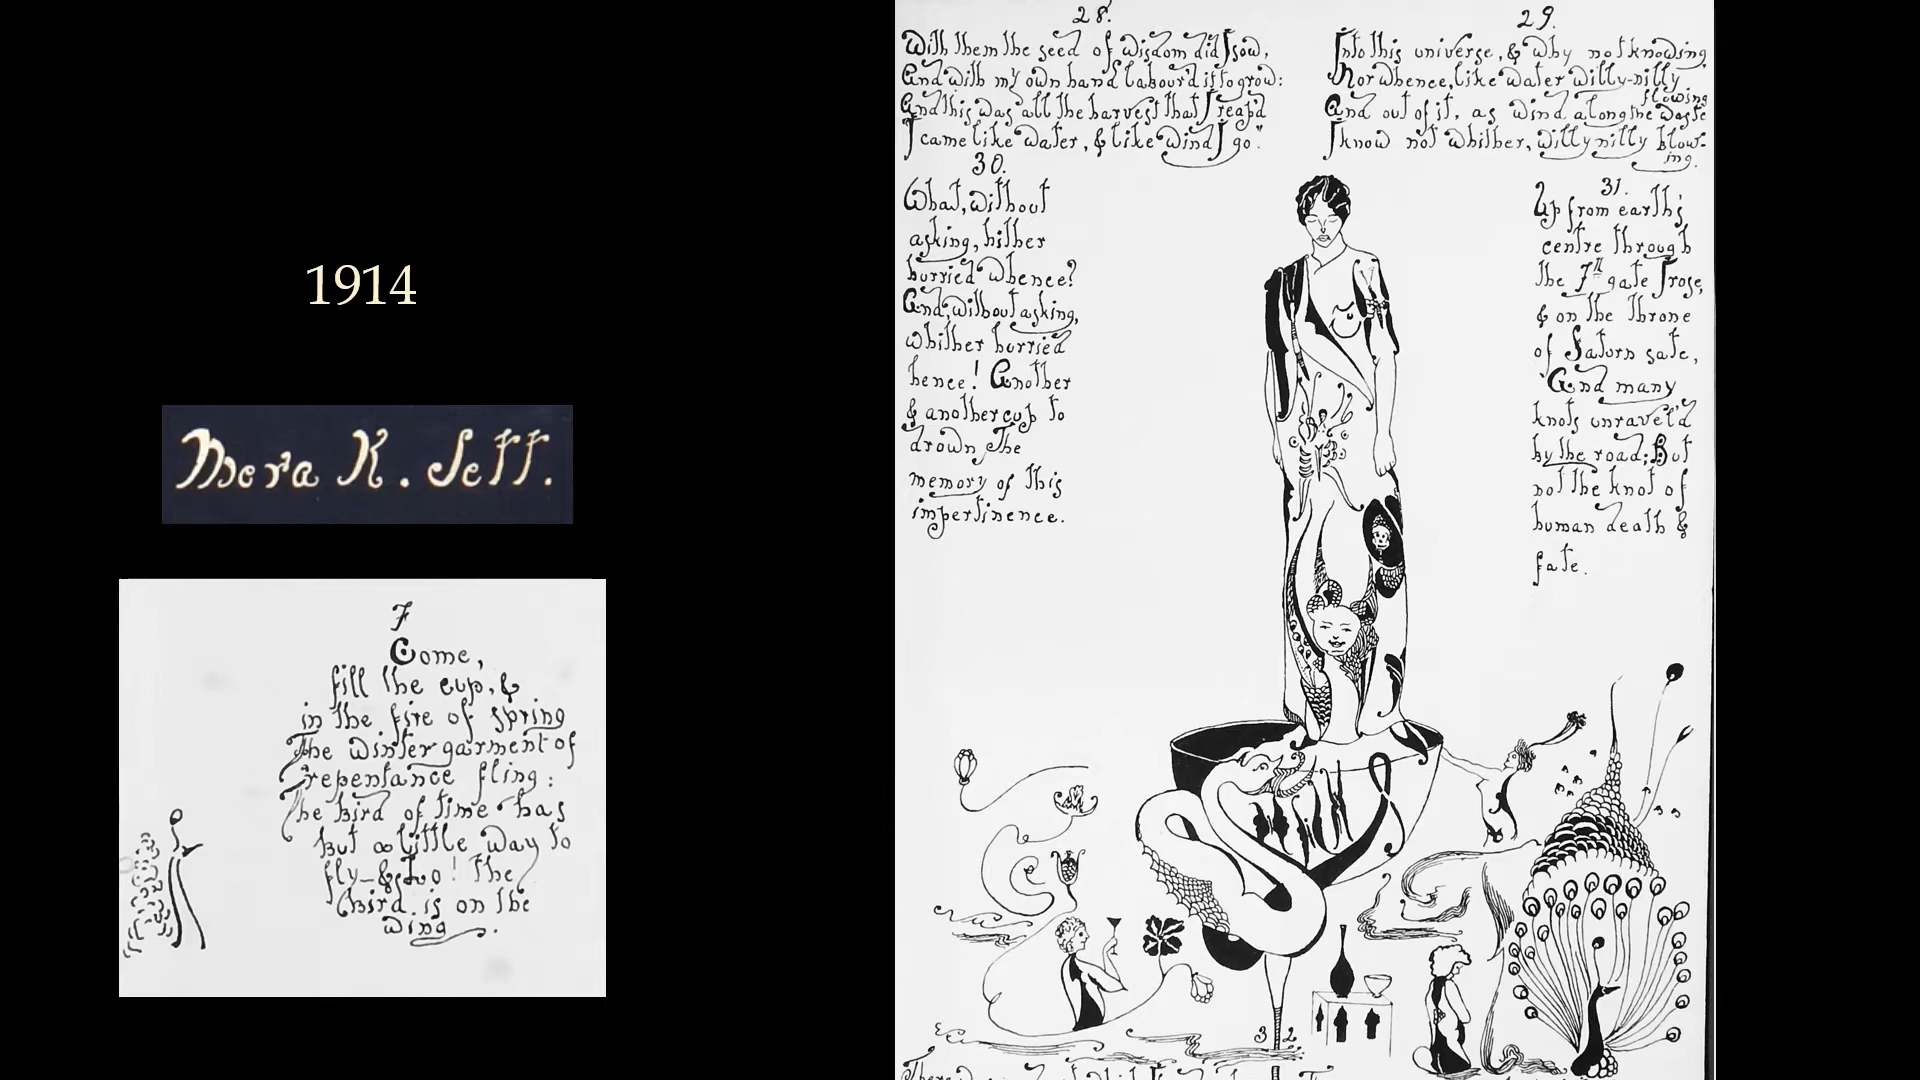 1914
Mera K. Sett.
7
Come,
fill the cup, &
in the fire of spring
The Winter garment of
repentance fling:
The bird of time has
but a little way to
fly—& Lo! The
bird is on the
Wing.
28.
With them the seed of Wisdom did I sow,
And with my own hand labour'd it to grow:
And this was all the harvest that I reap'd
I came like Water, & like Wind I go."
29.
Into this universe, & Why not knowing
Nor Whence, like Water Willy-nilly
flowing
And out of it, as Wind along the Waste
I know not Whither, Willy nilly blow-
ing.
30.
What, without
asking, hither
hurried Whence?
And, without asking,
whither hurried
hence! Another
& another cup to
drown The
memory of this
impertinence.
31.
Up from earth's
centre through
the 7th gate I rose,
& on the throne
of Saturn sate,
And many
knots unravel'd
by the road; But
not the knot of
human death &
fate.
32
There was